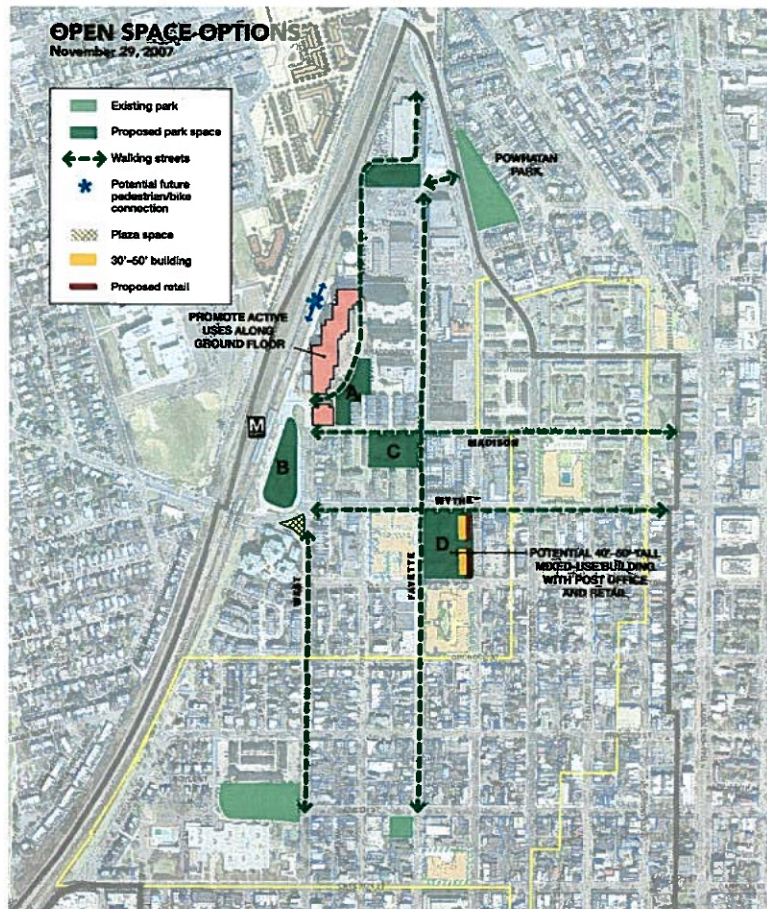 OPEN SPACE OPTIONS
November 29, 2007
Existing park
Proposed park space
Walking streets
Potential future
pedestrian/bike
connection
Plaza space
30'–50' building
Proposed retail
POWHATAN
PARK
PROMOTE ACTIVE
USES ALONG
GROUND FLOOR
A
M
B
C
MADISON
WYTHE
D
POTENTIAL 40'-50' TALL
MIXED-USE BUILDING
WITH POST OFFICE
AND RETAIL
WEST
FAYETTE